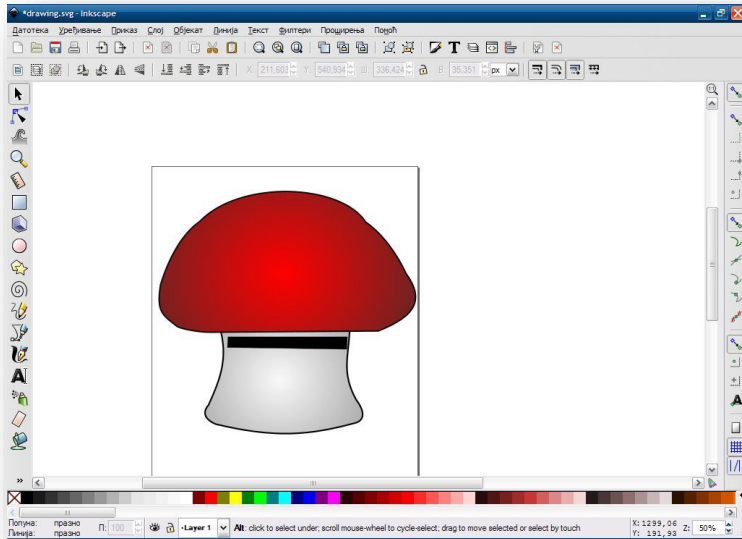 *drawing.svg - Inkscape
Датотека Уређивање Приказ Слој Објекат Линија Текст Филтери Проширења Помоћ
X 211,603 Y 540,934 Ш 336,424 В 35,351 px
Попуна: празно
Линија: празно
П: 100
•Layer 1
Alt: click to select under; scroll mouse-wheel to cycle-select; drag to move selected or select by touch
X: 1299,06
Y: 191,93
Z: 50%